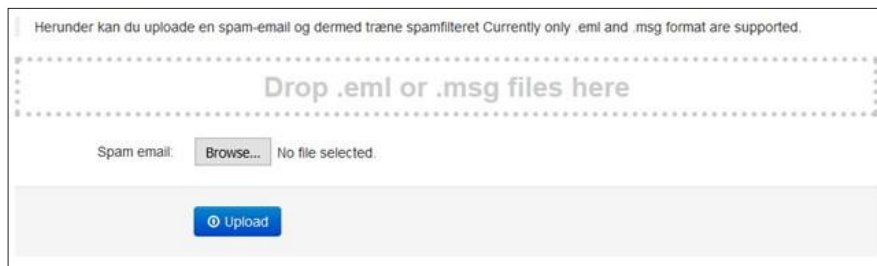 Herunder kan du uploade en spam-email og dermed træne spamfilteret Currently only .eml and .msg format are supported.
Drop .eml or .msg files here
Spam email: Browse... No file selected.
Upload